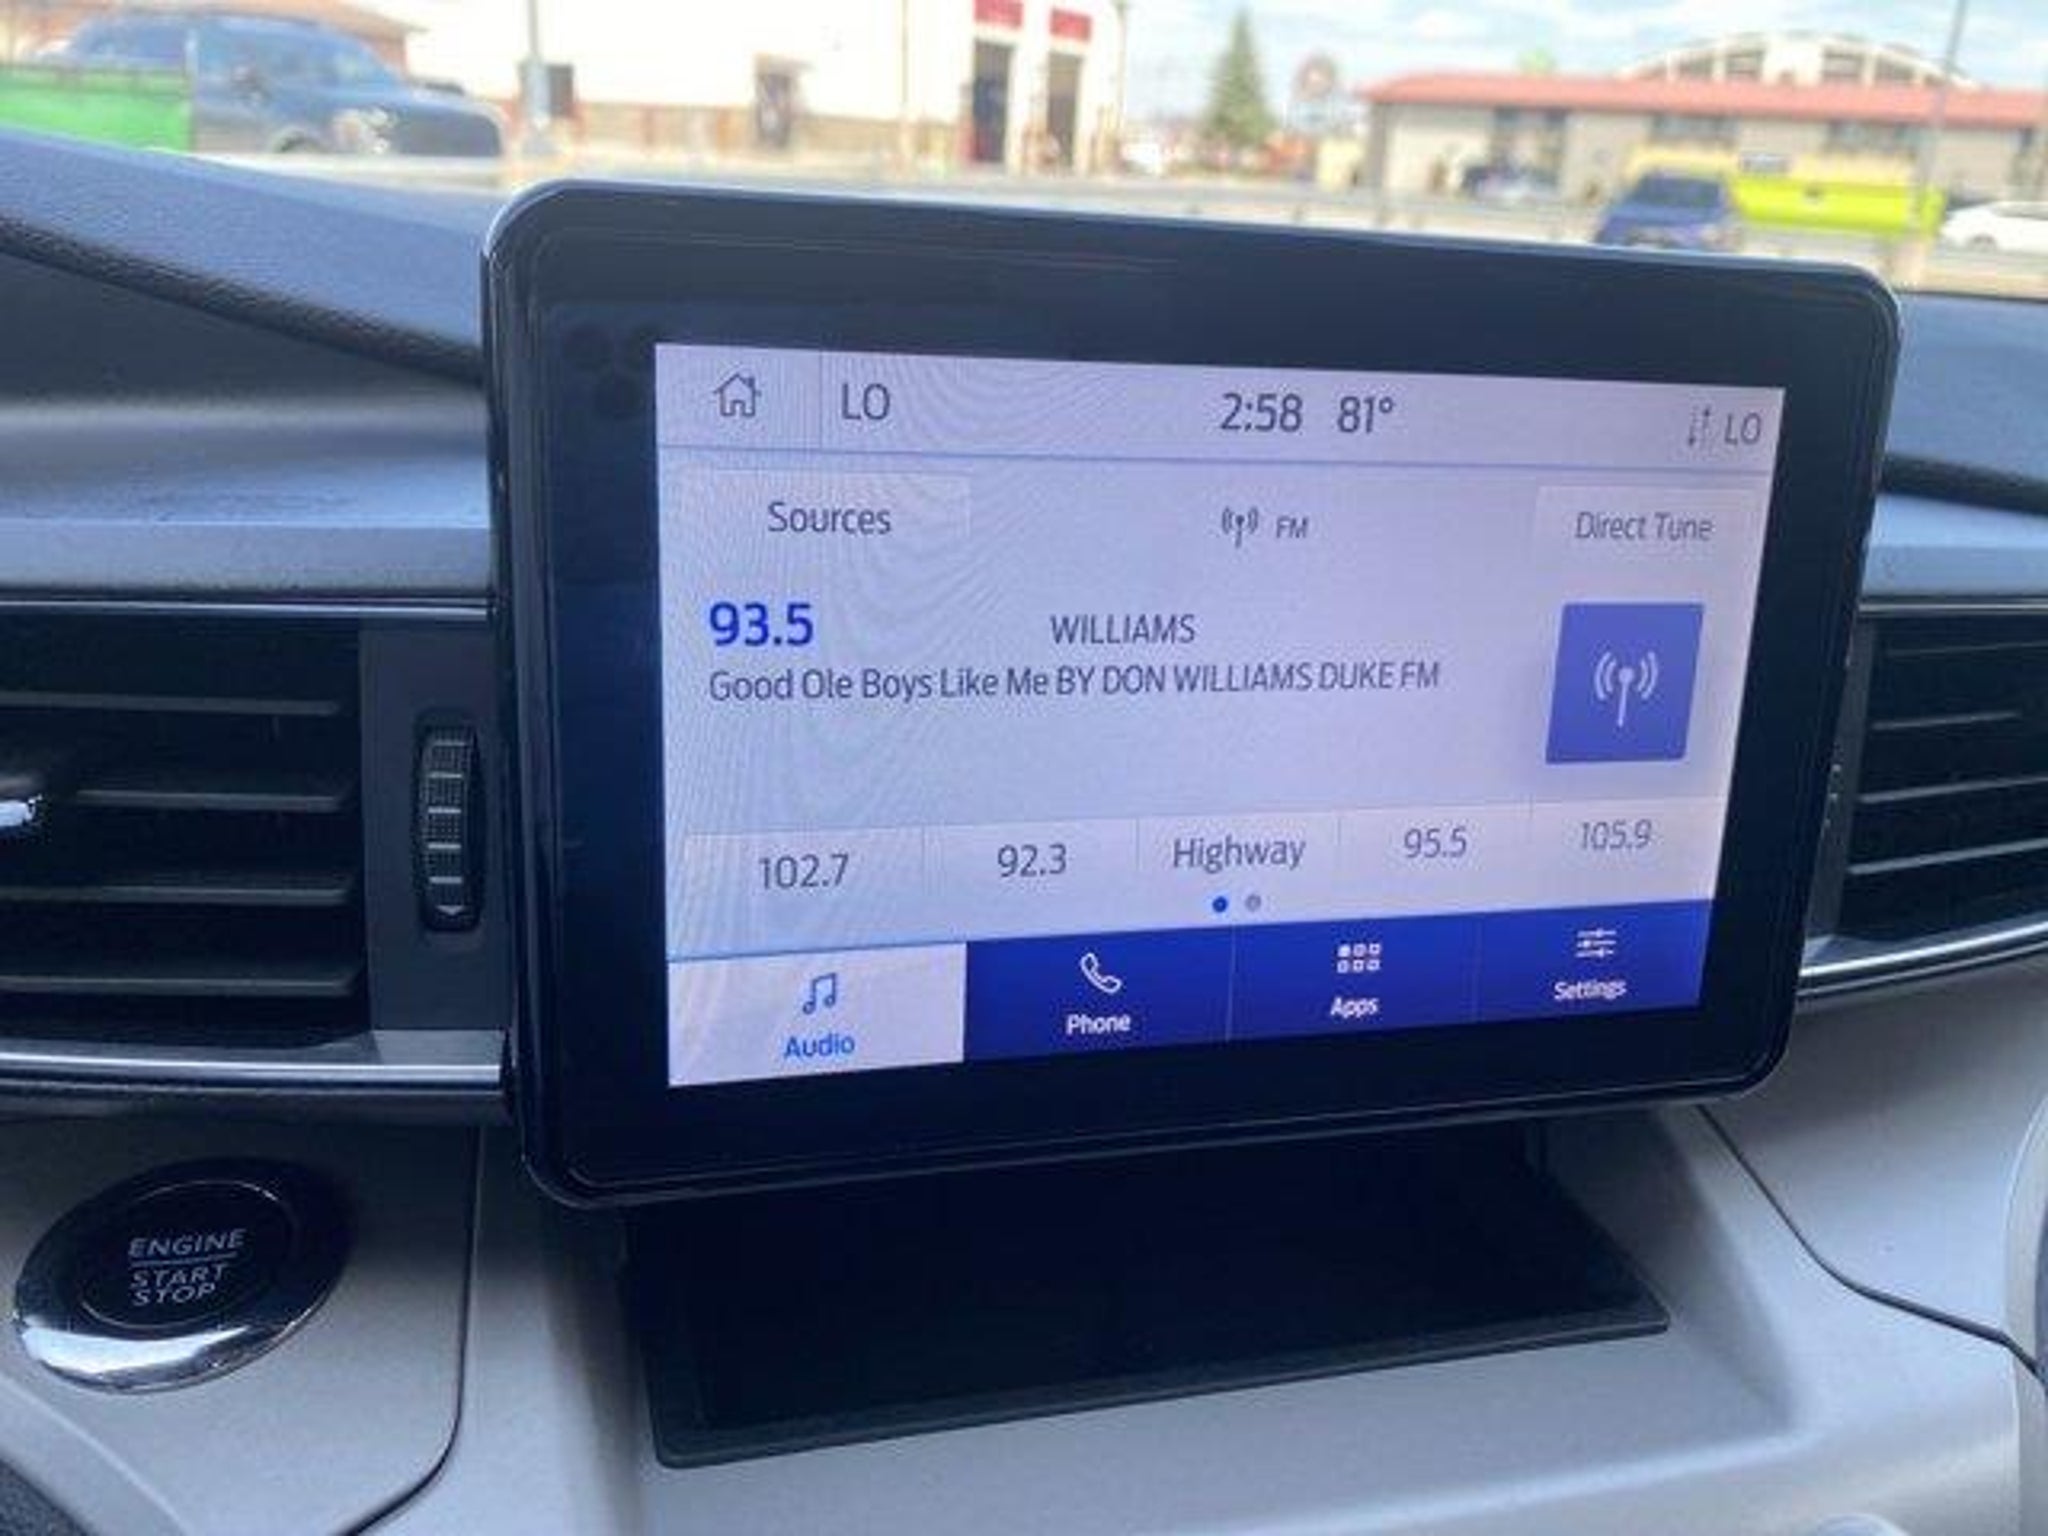 LO 2:58 81° LO
Sources FM Direct Tune
93.5 WILLIAMS
Good Ole Boys Like Me BY DON WILLIAMS DUKE FM
102.7 92.3 Highway 95.5 105.9
Audio Phone Apps Settings
ENGINE
START
STOP